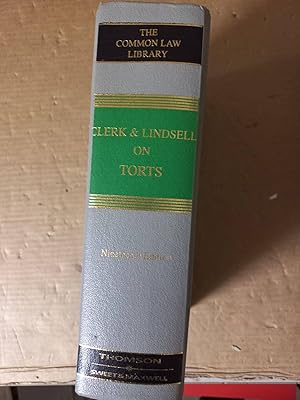 THE
COMMON LAW
LIBRARY
CLERK & LINDSELL
ON
TORTS
THOMSON
SWEET & MAXWELL